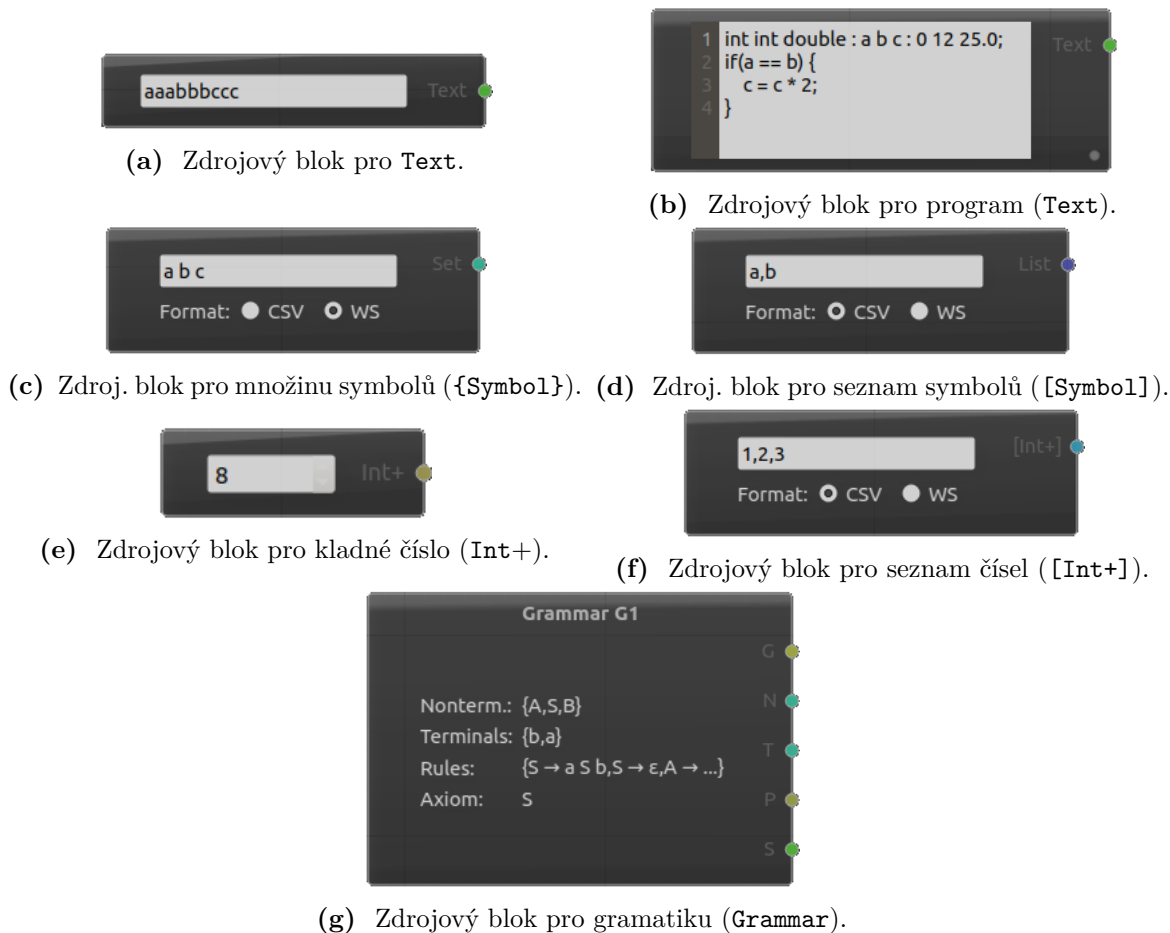 aaabbbccc Text
(a) Zdrojový blok pro Text.
1 int int double : a b c : 0 12 25.0; Text
2 if(a == b) {
3 c = c * 2;
4 }
(b) Zdrojový blok pro program (Text).
a b c Set
Format: CSV WS
(c) Zdroj. blok pro množinu symbolů ({Symbol}).
a,b List
Format: CSV WS
(d) Zdroj. blok pro seznam symbolů ([Symbol]).
8 Int+
(e) Zdrojový blok pro kladné číslo (Int+).
1,2,3 [Int+]
Format: CSV WS
(f) Zdrojový blok pro seznam čísel ([Int+]).
Grammar G1
G
Nonterm.: {A,S,B} N
Terminals: {b,a}
T
Rules: {S → a S b,S → ε,A → ...}
Axiom: S P
S
(g) Zdrojový blok pro gramatiku (Grammar).